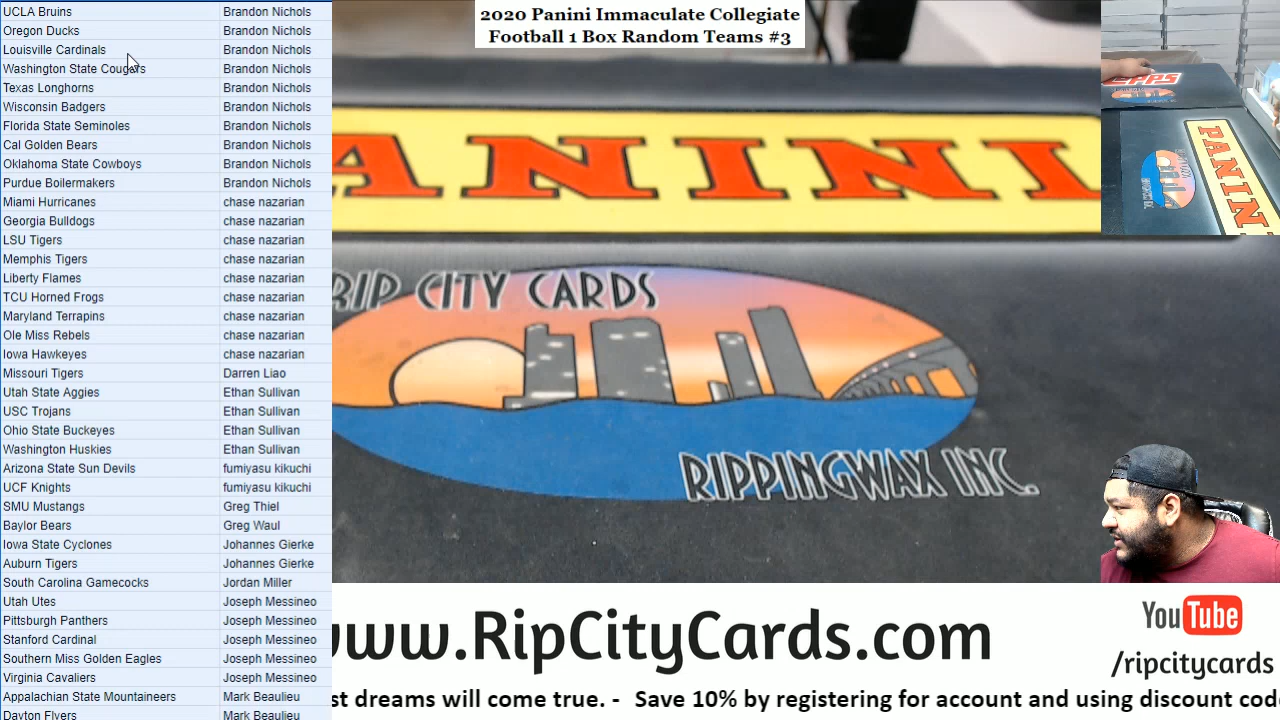 UCLA Bruins Brandon Nichols
Oregon Ducks Brandon Nichols
Louisville Cardinals Brandon Nichols
Washington State Cougars Brandon Nichols
Texas Longhorns Brandon Nichols
Wisconsin Badgers Brandon Nichols
Florida State Seminoles Brandon Nichols
Cal Golden Bears Brandon Nichols
Oklahoma State Cowboys Brandon Nichols
Purdue Boilermakers Brandon Nichols
Miami Hurricanes chase nazarian
Georgia Bulldogs chase nazarian
LSU Tigers chase nazarian
Memphis Tigers chase nazarian
Liberty Flames chase nazarian
TCU Horned Frogs chase nazarian
Maryland Terrapins chase nazarian
Ole Miss Rebels chase nazarian
Iowa Hawkeyes chase nazarian
Missouri Tigers Darren Liao
Utah State Aggies Ethan Sullivan
USC Trojans Ethan Sullivan
Ohio State Buckeyes Ethan Sullivan
Washington Huskies Ethan Sullivan
Arizona State Sun Devils fumiyasu kikuchi
UCF Knights fumiyasu kikuchi
SMU Mustangs Greg Thiel
Baylor Bears Greg Waul
Iowa State Cyclones Johannes Gierke
Auburn Tigers Johannes Gierke
South Carolina Gamecocks Jordan Miller
Utah Utes Joseph Messineo
Pittsburgh Panthers Joseph Messineo
Stanford Cardinal Joseph Messineo
Southern Miss Golden Eagles Joseph Messineo
Virginia Cavaliers Joseph Messineo
Appalachian State Mountaineers Mark Beaulieu
Dayton Flyers Mark Beaulieu
2020 Panini Immaculate Collegiate
Football 1 Box Random Teams #3
ANINI
RIP CITY CARDS
RIPPINGWAX INC.
PANINI
www.RipCityCards.com
YouTube
/ripcitycards
st dreams will come true. - Save 10% by registering for account and using discount cod